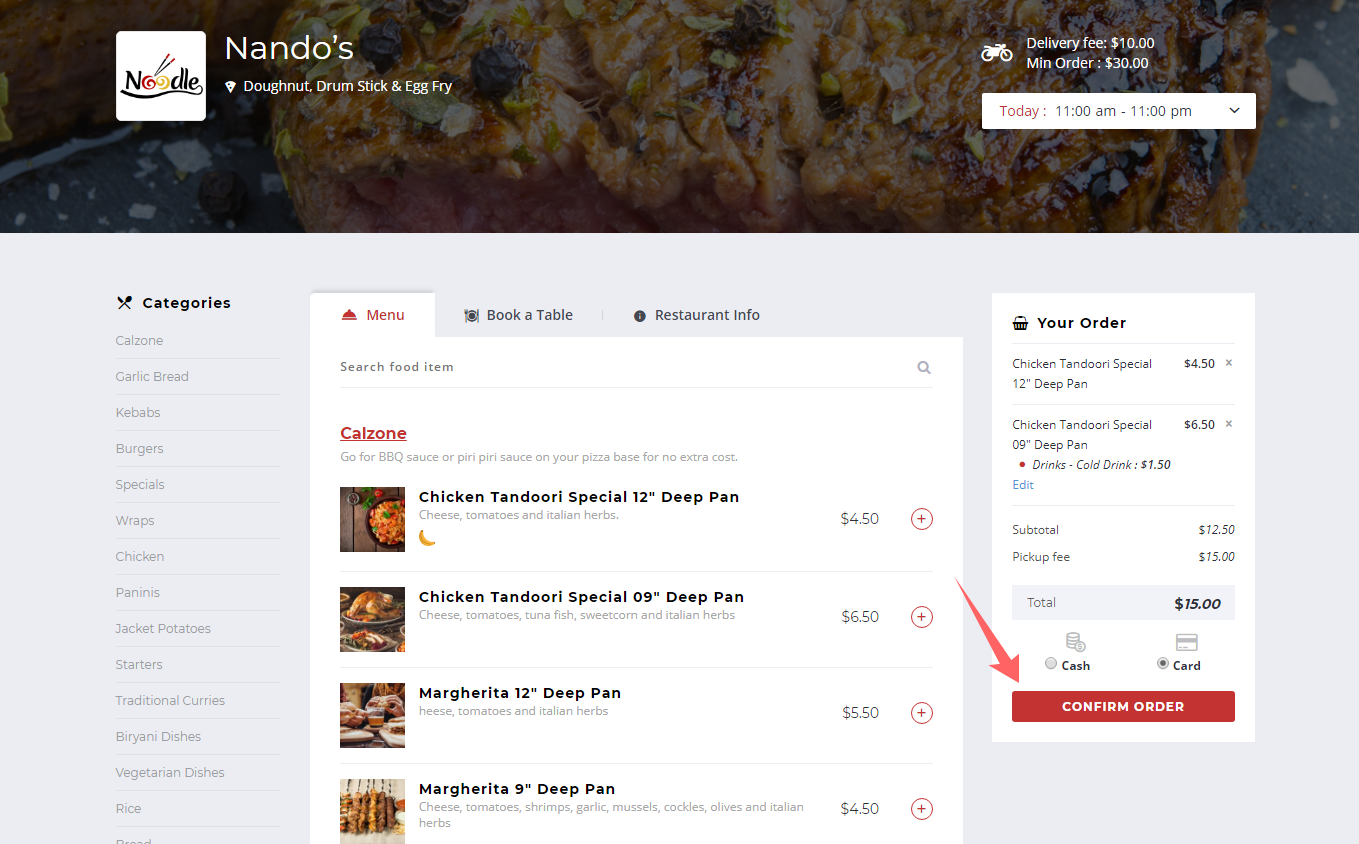 Noodle
Nando’s
Doughnut, Drum Stick & Egg Fry
Delivery fee: $10.00
Min Order : $30.00
Today : 11:00 am - 11:00 pm
Categories
Calzone
Garlic Bread
Kebabs
Burgers
Specials
Wraps
Chicken
Paninis
Jacket Potatoes
Starters
Traditional Curries
Biryani Dishes
Vegetarian Dishes
Rice
Bread
Menu
Book a Table
Restaurant Info
Search food item
Calzone
Go for BBQ sauce or piri piri sauce on your pizza base for no extra cost.
Chicken Tandoori Special 12" Deep Pan
Cheese, tomatoes and italian herbs.
$4.50
Chicken Tandoori Special 09" Deep Pan
Cheese, tomatoes, tuna fish, sweetcorn and italian herbs
$6.50
Margherita 12" Deep Pan
heese, tomatoes and italian herbs
$5.50
Margherita 9" Deep Pan
Cheese, tomatoes, shrimps, garlic, mussels, cockles, olives and italian
herbs
$4.50
Your Order
Chicken Tandoori Special $4.50 ×
12" Deep Pan
Chicken Tandoori Special $6.50 ×
09" Deep Pan
• Drinks - Cold Drink : $1.50
Edit
Subtotal $12.50
Pickup fee $15.00
Total $15.00
Cash
Card
CONFIRM ORDER